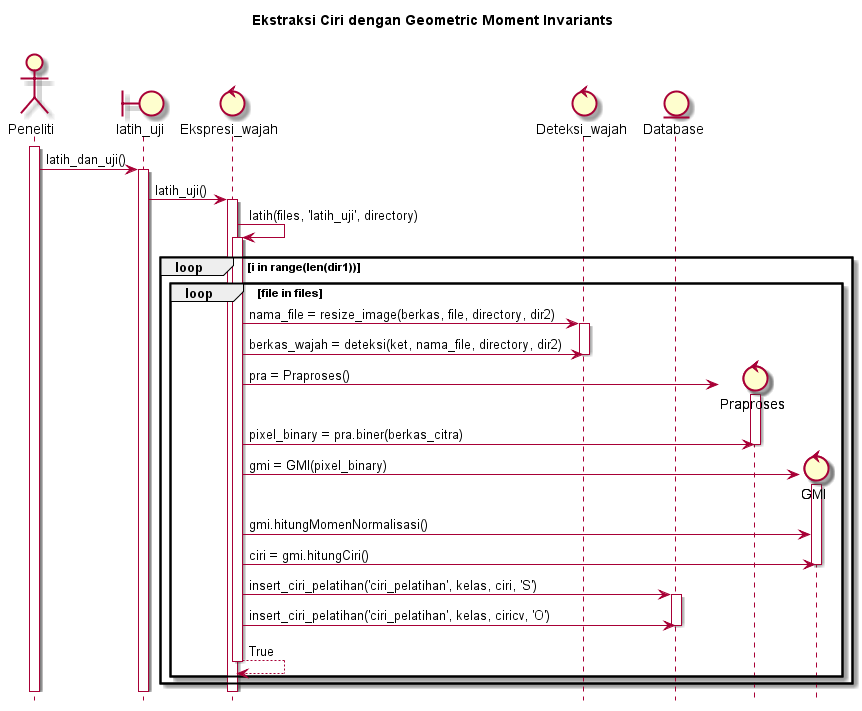 Ekstraksi Ciri dengan Geometric Moment Invariants
Peneliti
latih_uji
Ekspresi_wajah
Deteksi_wajah
Database
latih_dan_uji()
latih_uji()
latih(files, 'latih_uji', directory)
loop
[i in range(len(dir1))]
loop
[file in files]
nama_file = resize_image(berkas, file, directory, dir2)
berkas_wajah = deteksi(ket, nama_file, directory, dir2)
pra = Praproses()
Praproses
pixel_binary = pra.biner(berkas_citra)
gmi = GMI(pixel_binary)
GMI
gmi.hitungMomenNormalisasi()
ciri = gmi.hitungCiri()
insert_ciri_pelatihan('ciri_pelatihan', kelas, ciri, 'S')
insert_ciri_pelatihan('ciri_pelatihan', kelas, ciricv, 'O')
True